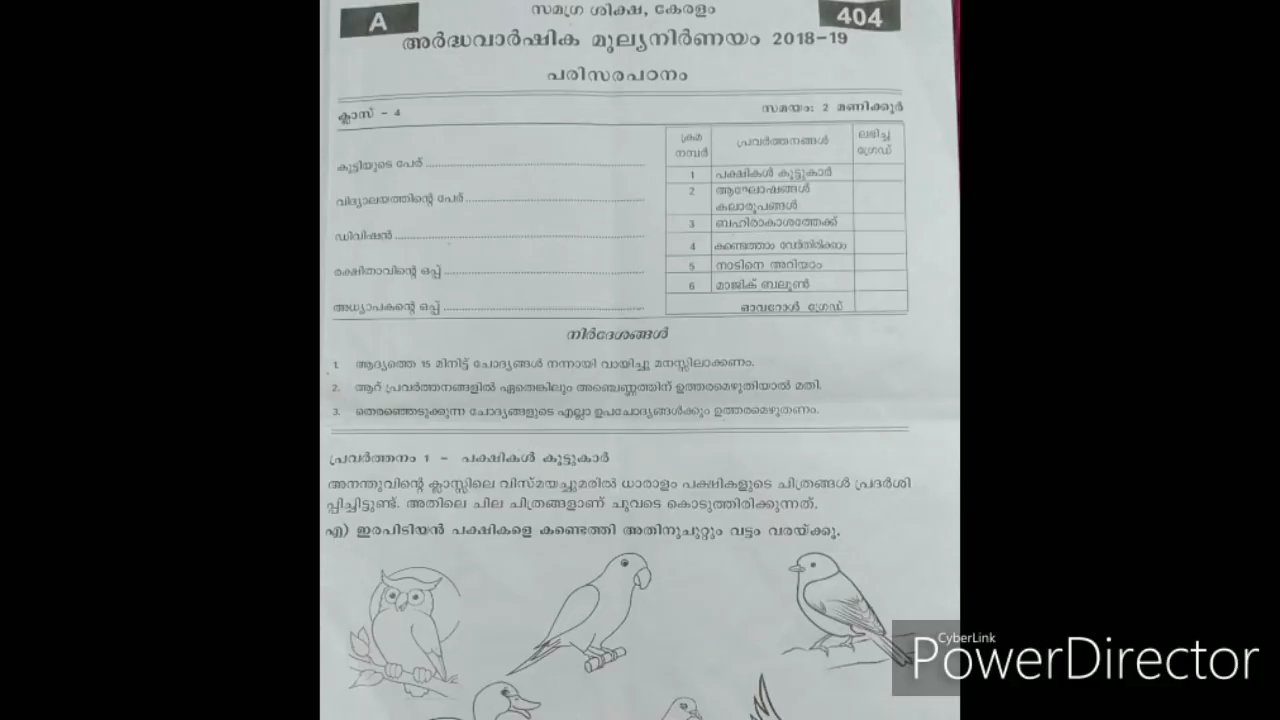 A
സമഗ്ര ശിക്ഷ, കേരളം
404
അർദ്ധവാർഷിക മൂല്യനിർണയം 2018-19
പരിസരപഠനം
ക്ലാസ് - 4
സമയം: 2 മണിക്കൂർ
കുട്ടിയുടെ പേര്
വിദ്യാലയത്തിന്റെ പേര്
ഡിവിഷൻ
രക്ഷിതാവിന്റെ ഒപ്പ്
അധ്യാപകന്റെ ഒപ്പ്
ക്രമ നമ്പർ പ്രവർത്തനങ്ങൾ ലഭിച്ച ഗ്രേഡ്
1 പക്ഷികൾ കൂട്ടുകാർ
2 ആഘോഷങ്ങൾ
കലാരൂപങ്ങൾ
3 ബഹിരാകാശത്തേക്ക്
4 കണ്ടെത്താം വേർതിരിക്കാം
5 നാടിനെ അറിയാം
6 മാജിക് ബലൂൺ
ഓവറോൾ ഗ്രേഡ്
നിർദേശങ്ങൾ
1. ആദ്യത്തെ 15 മിനിട്ട് ചോദ്യങ്ങൾ നന്നായി വായിച്ചു മനസ്സിലാക്കണം.
2. ആറ് പ്രവർത്തനങ്ങളിൽ ഏതെങ്കിലും അഞ്ചെണ്ണത്തിന് ഉത്തരമെഴുതിയാൽ മതി.
3. തെരഞ്ഞെടുക്കുന്ന ചോദ്യങ്ങളുടെ എല്ലാ ഉപചോദ്യങ്ങൾക്കും ഉത്തരമെഴുതണം.
പ്രവർത്തനം 1 - പക്ഷികൾ കൂട്ടുകാർ
അനന്തുവിന്റെ ക്ലാസ്സിലെ വിസ്മയച്ചുമരിൽ ധാരാളം പക്ഷികളുടെ ചിത്രങ്ങൾ പ്രദർശി
പ്പിച്ചിട്ടുണ്ട്. അതിലെ ചില ചിത്രങ്ങളാണ് ചുവടെ കൊടുത്തിരിക്കുന്നത്.
എ) ഇരപിടിയൻ പക്ഷികളെ കണ്ടെത്തി അതിനുചുറ്റും വട്ടം വരയ്ക്കൂ.
CyberLink
PowerDirector